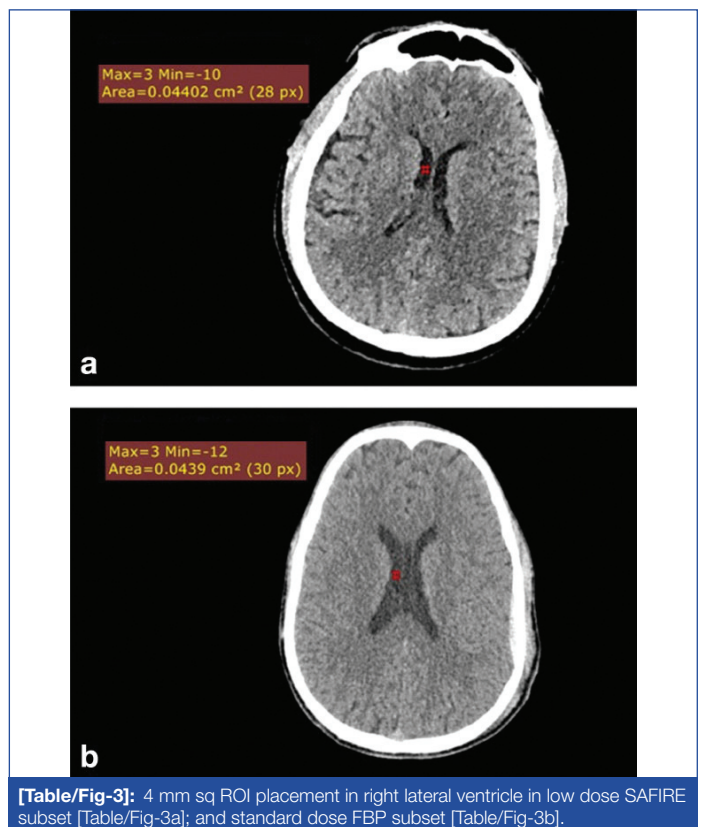 Max=3 Min=-10
Area=0.04402 cm² (28 px)
a
Max=3 Min=-12
Area=0.0439 cm² (30 px)
b
[Table/Fig-3]: 4 mm sq ROI placement in right lateral ventricle in low dose SAFIRE
subset [Table/Fig-3a]; and standard dose FBP subset [Table/Fig-3b].